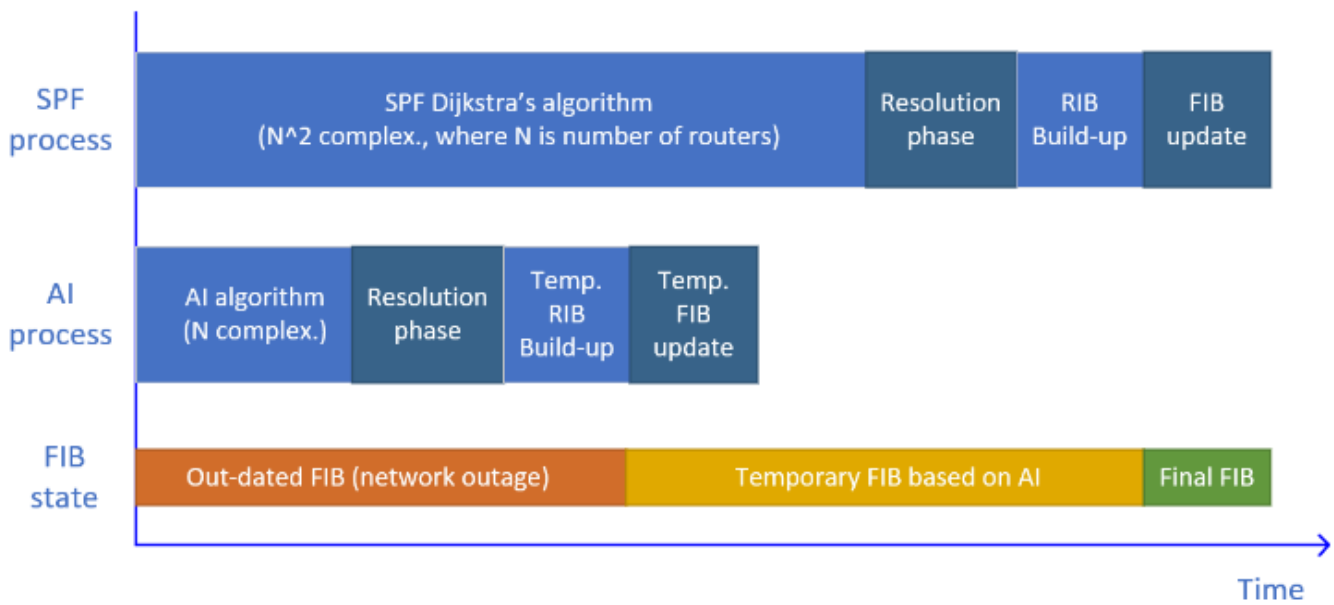 SPF
process
SPF Dijkstra's algorithm
(N^2 complex., where N is number of routers)
Resolution
phase
RIB
Build-up
FIB
update
AI
process
AI algorithm
(N complex.)
Resolution
phase
Temp.
RIB
Build-up
Temp.
FIB
update
FIB
state
Out-dated FIB (network outage)
Temporary FIB based on AI
Final FIB
Time